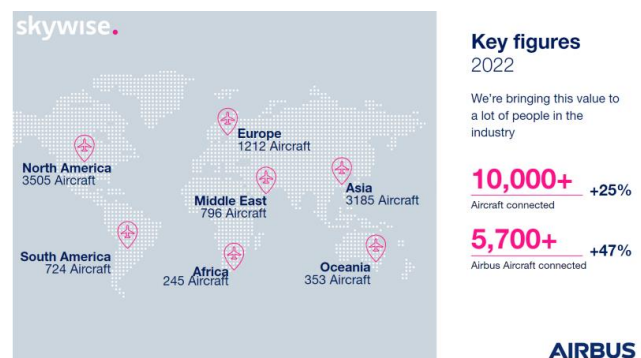 skywise.
Europe
1212 Aircraft
North America
3505 Aircraft
Asia
3185 Aircraft
Middle East
796 Aircraft
South America
724 Aircraft
Africa
245 Aircraft
Oceania
353 Aircraft
Key figures
2022
We're bringing this value to
a lot of people in the
industry
10,000+
+25%
Aircraft connected
5,700+
+47%
Airbus Aircraft connected
AIRBUS